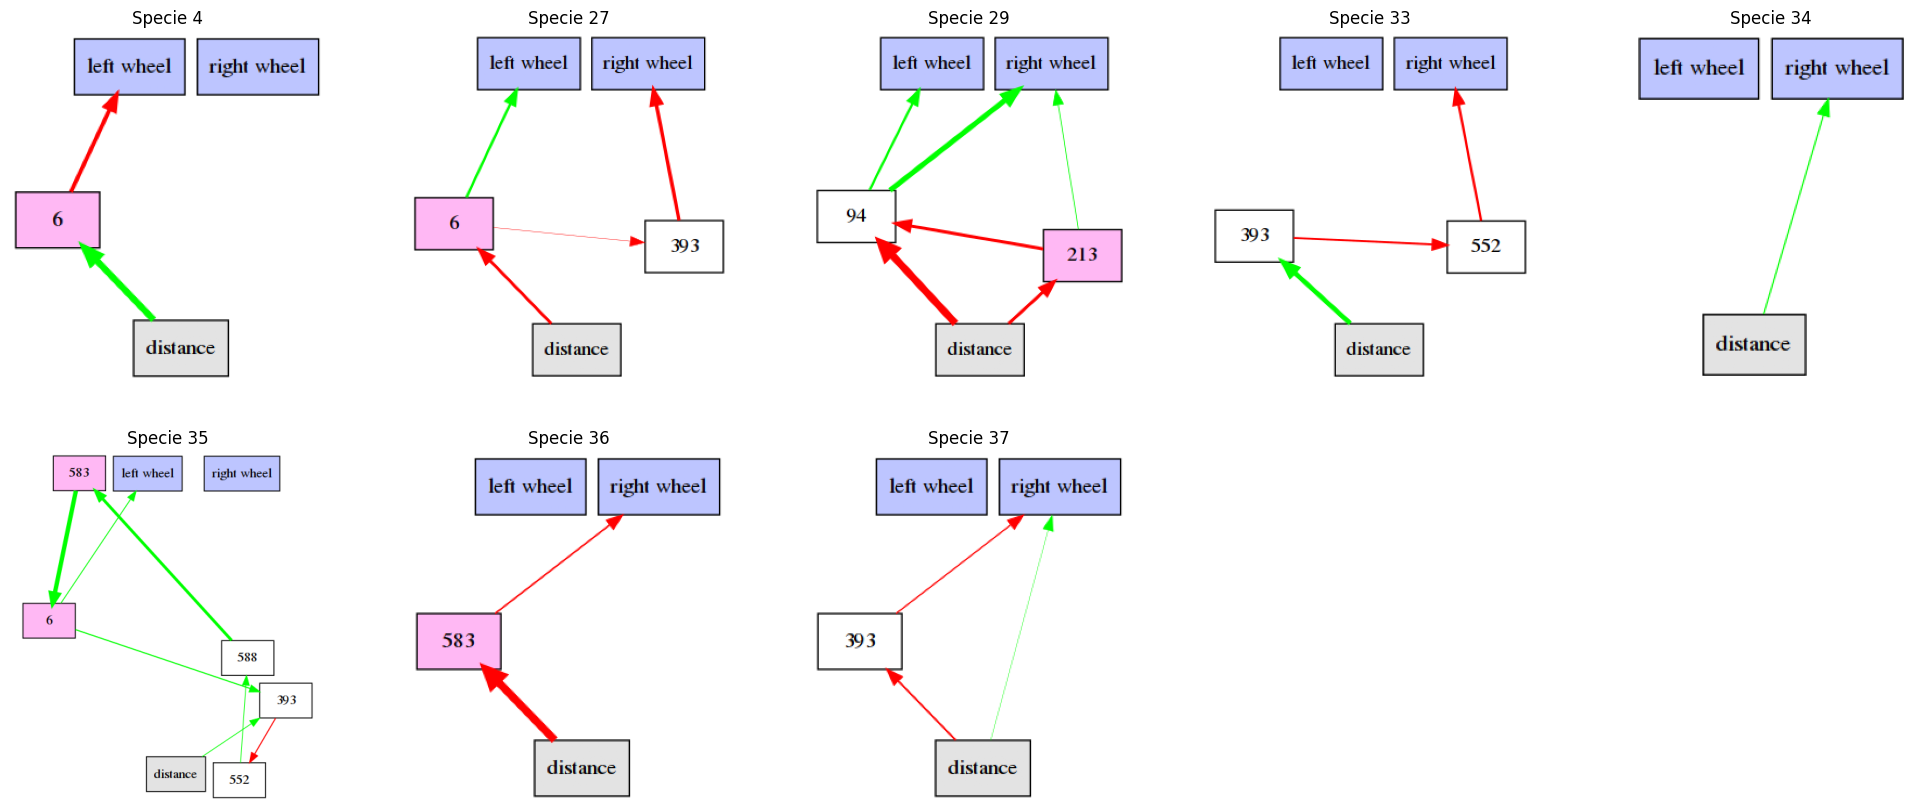 Specie 4
left wheel right wheel
6
distance
Specie 27
left wheel right wheel
6
393
distance
Specie 29
left wheel right wheel
94
213
distance
Specie 33
left wheel right wheel
393
552
distance
Specie 34
left wheel right wheel
distance
Specie 35
583 left wheel right wheel
6
588
393
distance 552
Specie 36
left wheel right wheel
583
distance
Specie 37
left wheel right wheel
393
distance